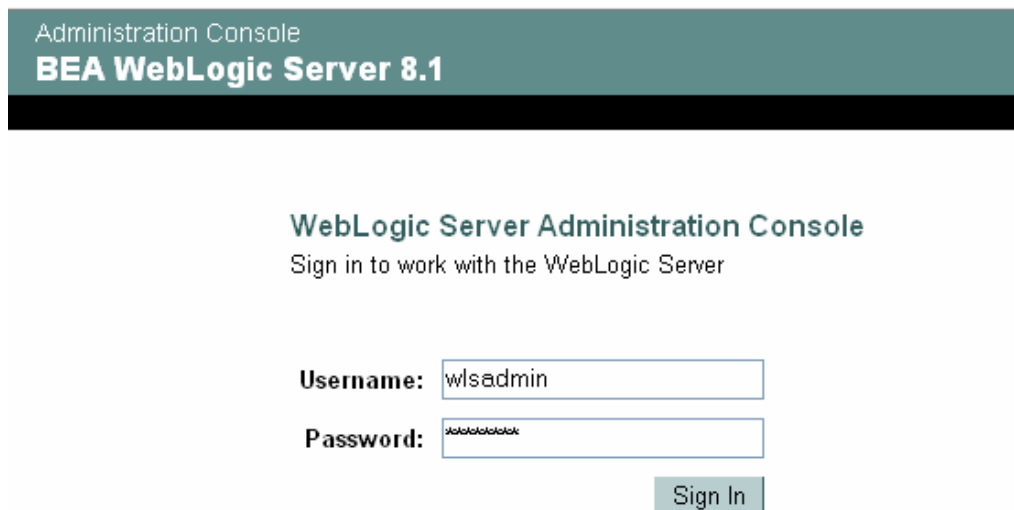 Administration Console
BEA WebLogic Server 8.1
WebLogic Server Administration Console
Sign in to work with the WebLogic Server
Username: wlsadmin
Password: *********
Sign In